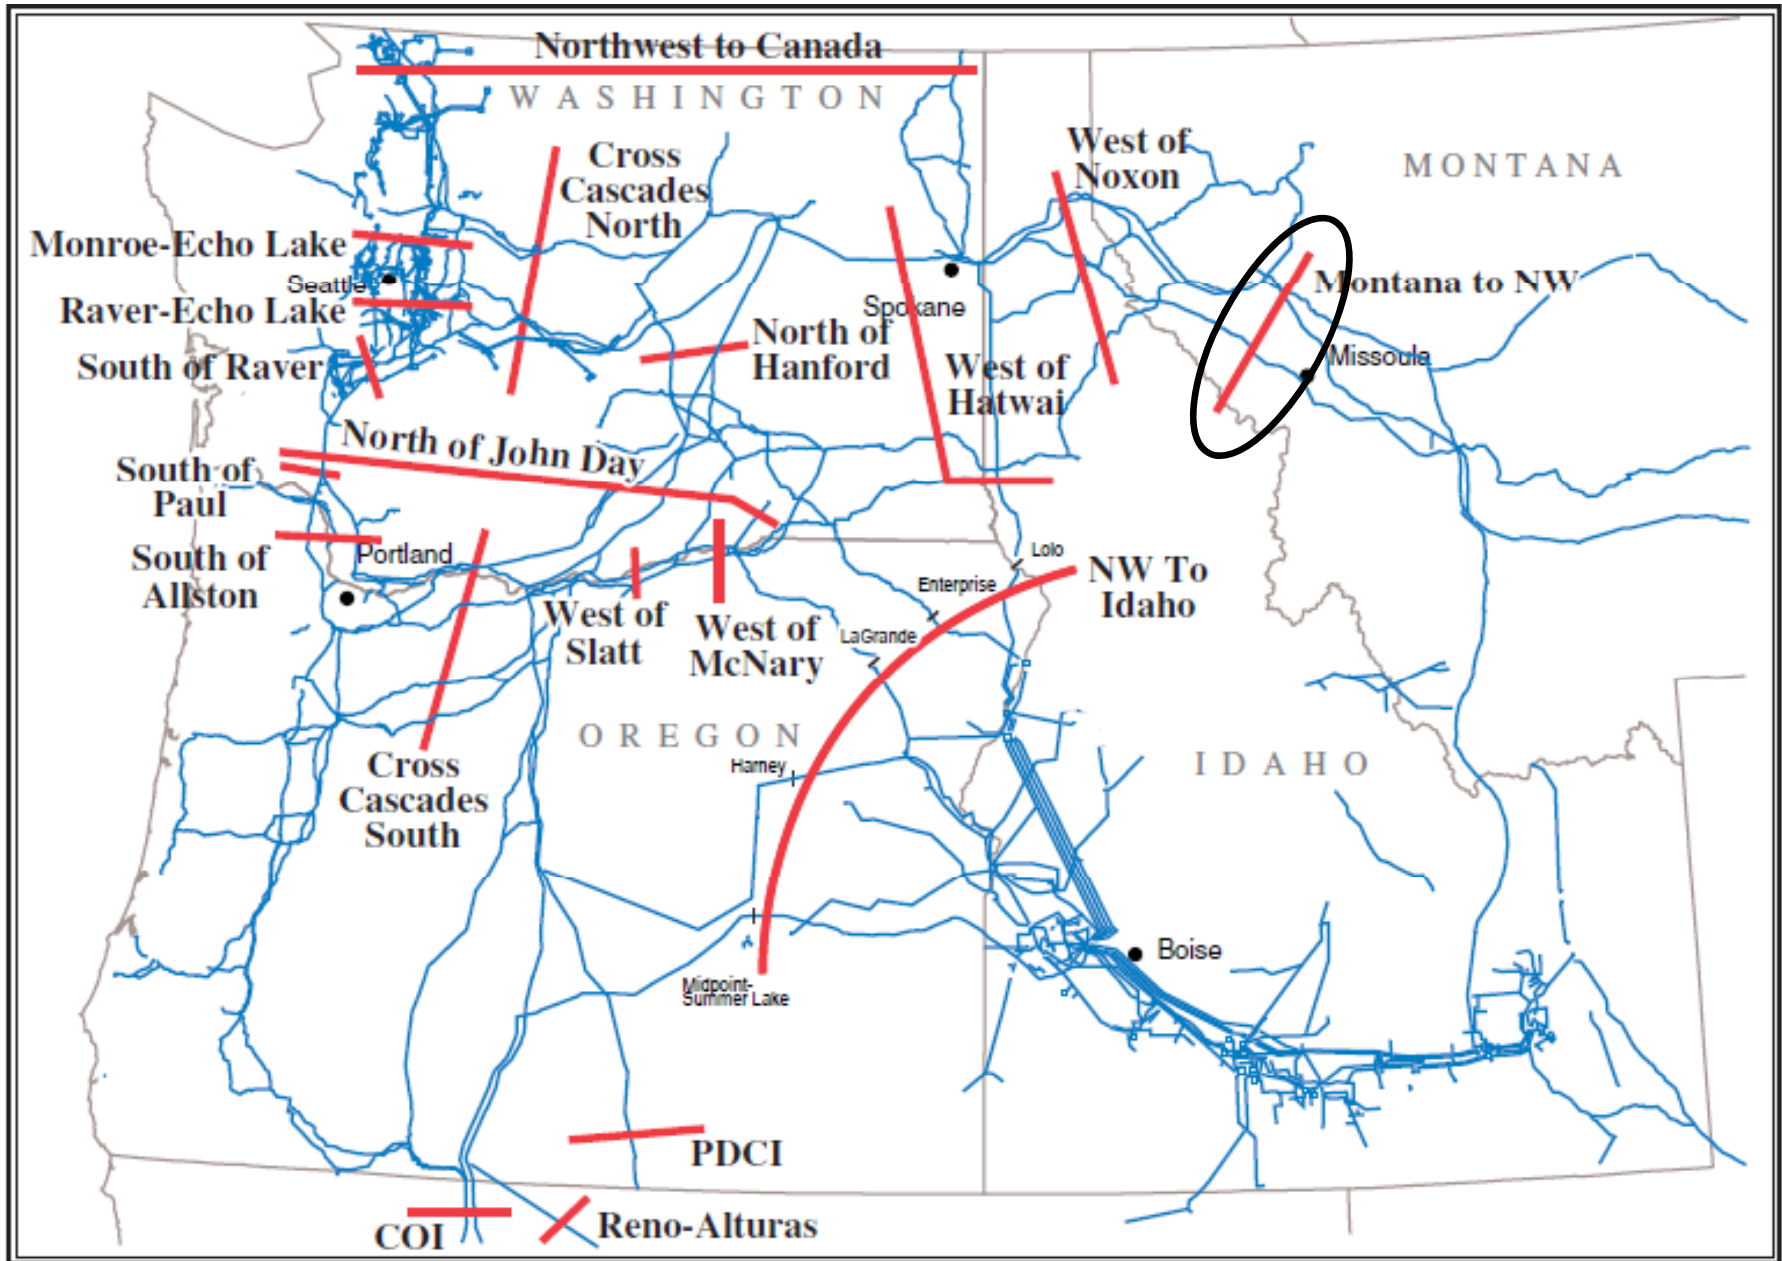 Northwest to Canada
WASHINGTON
Cross
Cascades
North
West of
Noxon
MONTANA
Monroe-Echo Lake
Seattle
Raver-Echo Lake
South of Raver
Spokane
North of
Hanford
West of
Hatwai
Montana to NW
Missoula
North of John Day
South of
Paul
South of
Allston
Portland
West of
Slatt
West of
McNary
Lolo
Enterprise
LaGrande
NW To
Idaho
OREGON
Harney
IDAHO
Cross
Cascades
South
Boise
Midpoint-
Summer Lake
PDCI
COI
Reno-Alturas